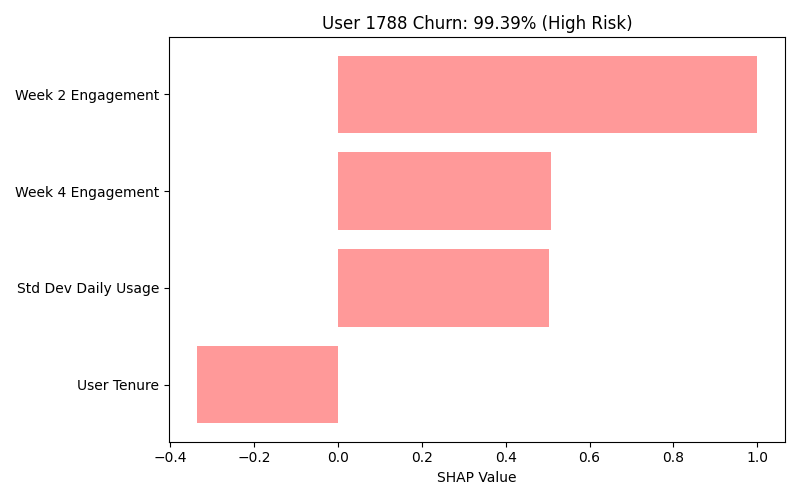 User 1788 Churn: 99.39% (High Risk)
Week 2 Engagement
Week 4 Engagement
Std Dev Daily Usage
User Tenure
−0.4 −0.2 0.0 0.2 0.4 0.6 0.8 1.0
SHAP Value